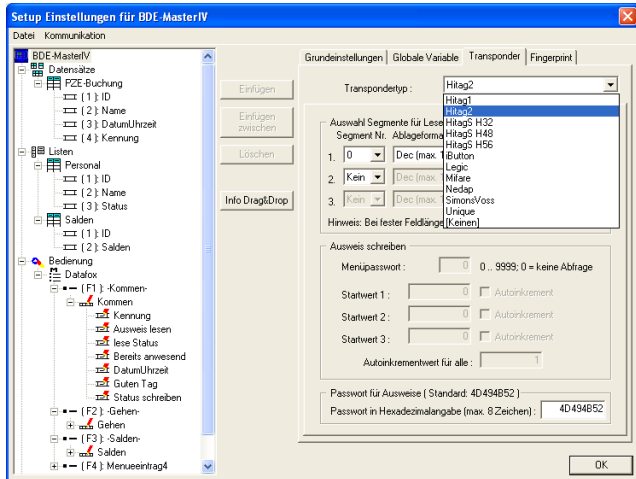 Setup Einstellungen für BDE-MasterIV
Datei Kommunikation
BDE-MasterIV
Datensätze
PZE-Buchung
( 1 ): ID
( 2 ): Name
( 3 ): DatumUhrzeit
( 4 ): Kennung
Listen
Personal
( 1 ): ID
( 2 ): Name
( 3 ): Status
Salden
( 1 ): ID
( 2 ): Salden
Bedienung
Datafox
( F1 ): -Kommen-
Kommen
Kennung
Ausweis lesen
lese Status
Bereits anwesend
DatumUhrzeit
Guten Tag
Status schreiben
( F2 ): -Gehen-
Gehen
( F3 ): -Salden-
Salden
( F4 ): Menueeintrag4
Einfügen
Einfügen
zwischen
Löschen
Info Drag&Drop
Grundeinstellungen Globale Variable Transponder Fingerprint
Transpondertyp : Hitag2
Hitag1
Hitag2
HitagS H32
HitagS H48
HitagS H56
iButton
Legic
Mifare
Nedap
SimonsVoss
Unique
[Keinen]
Auswahl Segmente für Lese
Segment Nr. Ablageforma
1. 0 Dec (max. 1
2. Kein Dec (max. 1
3. Kein Dec (max. 1
Hinweis: Bei fester Feldlänge
Ausweis schreiben
Menüpasswort : 0 0 .. 9999; 0 = keine Abfrage
Startwert 1 : 0 Autoinkrement
Startwert 2 : 0 Autoinkrement
Startwert 3 : 0 Autoinkrement
Autoinkrementwert für alle : 1
Passwort für Ausweise ( Standard: 4D494B52 )
Passwort in Hexadezimalangabe (max. 8 Zeichen) : 4D494B52
OK